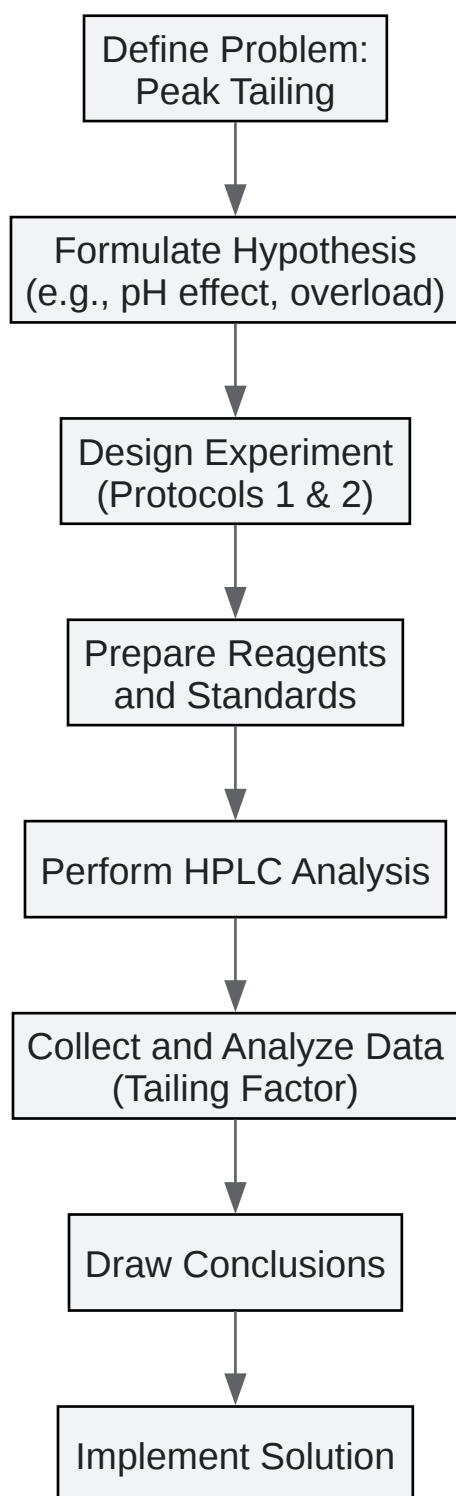 Define Problem:
Peak Tailing
Formulate Hypothesis
(e.g., pH effect, overload)
Design Experiment
(Protocols 1 & 2)
Prepare Reagents
and Standards
Perform HPLC Analysis
Collect and Analyze Data
(Tailing Factor)
Draw Conclusions
Implement Solution